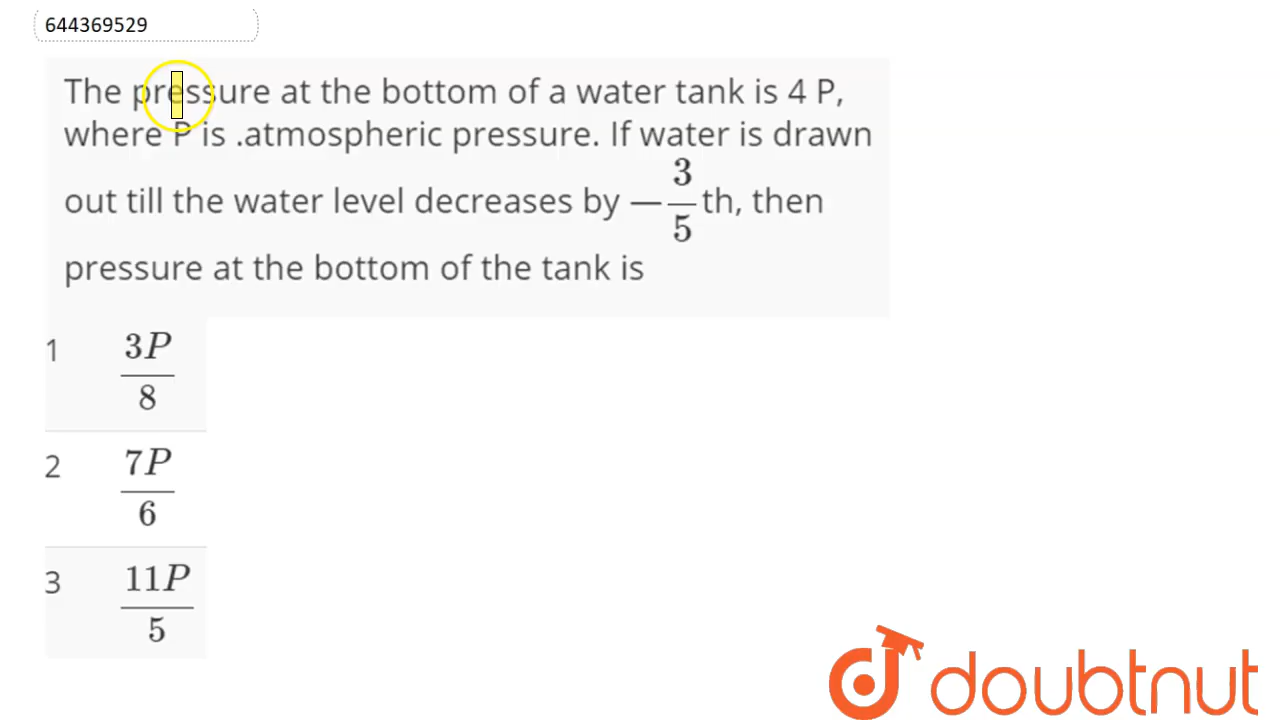 644369529
The pressure at the bottom of a water tank is 4 P,
where P is .atmospheric pressure. If water is drawn
out till the water level decreases by —3/5th, then
pressure at the bottom of the tank is
1 3P/8
2 7P/6
3 11P/5
doubtnut